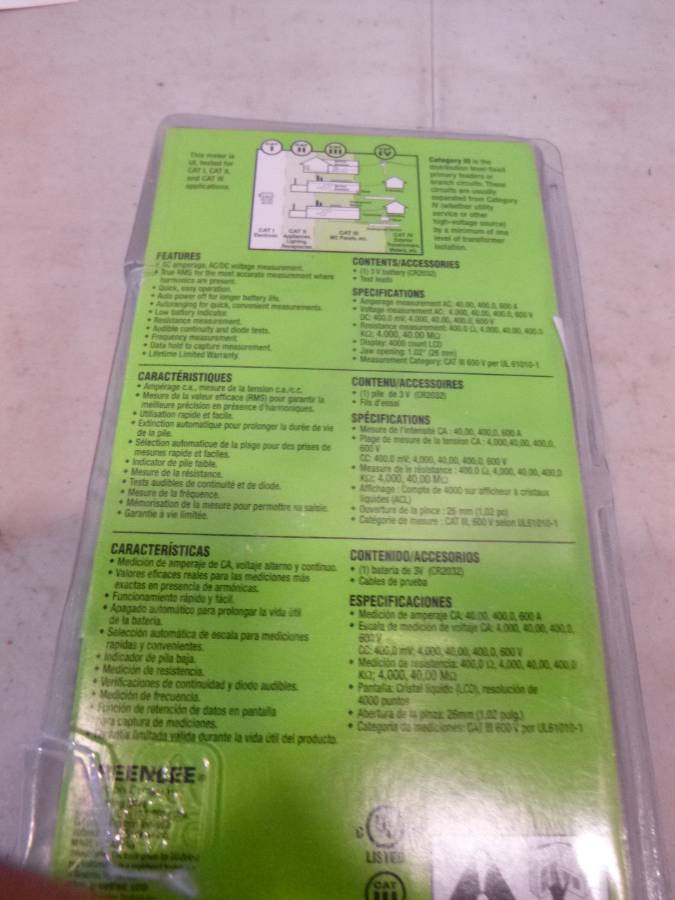 This meter is
UL tested for
CAT I, CAT II,
and CAT III
applications.
I
II
III
CAT IV
CAT I
Electronic
CAT II
Appliances,
Lighting,
Receptacles
CAT III
MC Panels, etc.
CAT IV
Exterior
Transformers,
Meters, etc.
Category III is the
distribution level-fixed
primary feeders or
branch circuits. These
circuits are usually
separated from Category
IV (whether utility
service or other
high-voltage source)
by a minimum of one
level of transformer
isolation.
FEATURES
• AC amperage, AC/DC voltage measurement.
• True RMS for the most accurate measurement where
harmonics are present.
• Quick, easy operation.
• Auto power off for longer battery life.
• Autoranging for quick, convenient measurements.
• Low battery indicator.
• Resistance measurement.
• Audible continuity and diode tests.
• Frequency measurement.
• Data hold to capture measurement.
• Lifetime Limited Warranty.
CONTENTS/ACCESSORIES
• (1) 3 V battery (CR2032)
• Test leads
SPECIFICATIONS
• Amperage measurement AC: 40.00, 400.0, 600 A
• Voltage measurement AC: 4.000, 40.00, 400.0, 600 V
DC: 400.0 mV; 4.000, 40.00, 400.0, 600 V
• Resistance measurement: 400.0 Ω, 4.000, 40.00, 400.0
KΩ; 4.000, 40.00 MΩ
• Display: 4000 count LCD
• Jaw opening: 1.02" (26 mm)
• Measurement Category: CAT III 600 V per UL 61010-1
CARACTÉRISTIQUES
• Ampérage c.a., mesure de la tension c.a./c.c.
• Mesure de la valeur efficace (RMS) pour garantir la
meilleure précision en présence d'harmoniques.
• Utilisation rapide et facile.
• Extinction automatique pour prolonger la durée de vie
de la pile.
• Sélection automatique de la plage pour des prises de
mesures rapides et faciles.
• Indicator de pile faible.
• Mesure de la résistance.
• Tests audibles de continuité et de diode.
• Mesure de la fréquence.
• Mémorisation de la mesure pour permettre sa saisie.
• Garantie à vie limitée.
CONTENU/ACCESSOIRES
• (1) pile de 3 V (CR2032)
• Fils d'essai
SPÉCIFICATIONS
• Mesure de l'intensité CA : 40,00, 400,0, 600 A
• Plage de mesure de la tension CA : 4,000,40,00, 400,0,
600 V
CC: 400,0 mV; 4,000, 40,00, 400,0, 600 V
• Measure de la résistance : 400,0 Ω, 4,000, 40,00, 400,0
KΩ; 4,000, 40,00 MΩ
• Affichage : Compte de 4000 sur afficheur à cristaux
liquides (ACL)
• Ouverture de la pince : 26 mm (1,02 po)
• Catégorie de mesure : CAT III, 600 V selon UL61010-1
CARACTERÍSTICAS
• Medición de amperaje de CA, voltaje alterno y continuo.
• Valores eficaces reales para las mediciones más
exactas en presencia de armónicas.
• Funcionamiento rápido y fácil.
• Apagado automático para prolongar la vida útil
de la batería.
• Selección automática de escala para mediciones
rapidas y convenientes.
• Indicador de pila baja.
• Medición de resistencia.
• Verificaciones de continuidad y diodo audibles.
• Medición de frecuencia.
• Función de retención de datos en pantalla
para captura de mediciones.
limitada válida durante la vida útil del producto.
CONTENIDO/ACCESORIOS
• (1) batería de 3V (CR2032)
• Cables de prueba
ESPECIFICACIONES
• Medición de amperaje CA: 40,00, 400,0, 600 A
• Escala de medición de voltaje CA: 4,000, 40,00, 400,0,
600 V
CC: 400,0 mV; 4,000, 40,00, 400,0, 600 V
• Medición de resistencia: 400,0 Ω, 4,000, 40,00, 400,0
KΩ; 4,000, 40,00 MΩ
• Pantalla: Cristal líquido (LCD), resolución de
4000 puntos
• Abertura de la pinza: 26mm (1,02 pulg.)
• Categoría de mediciones: CAT III 600 V por UL61010-1
REENLEE®
C
UL
LISTED
CAT
III